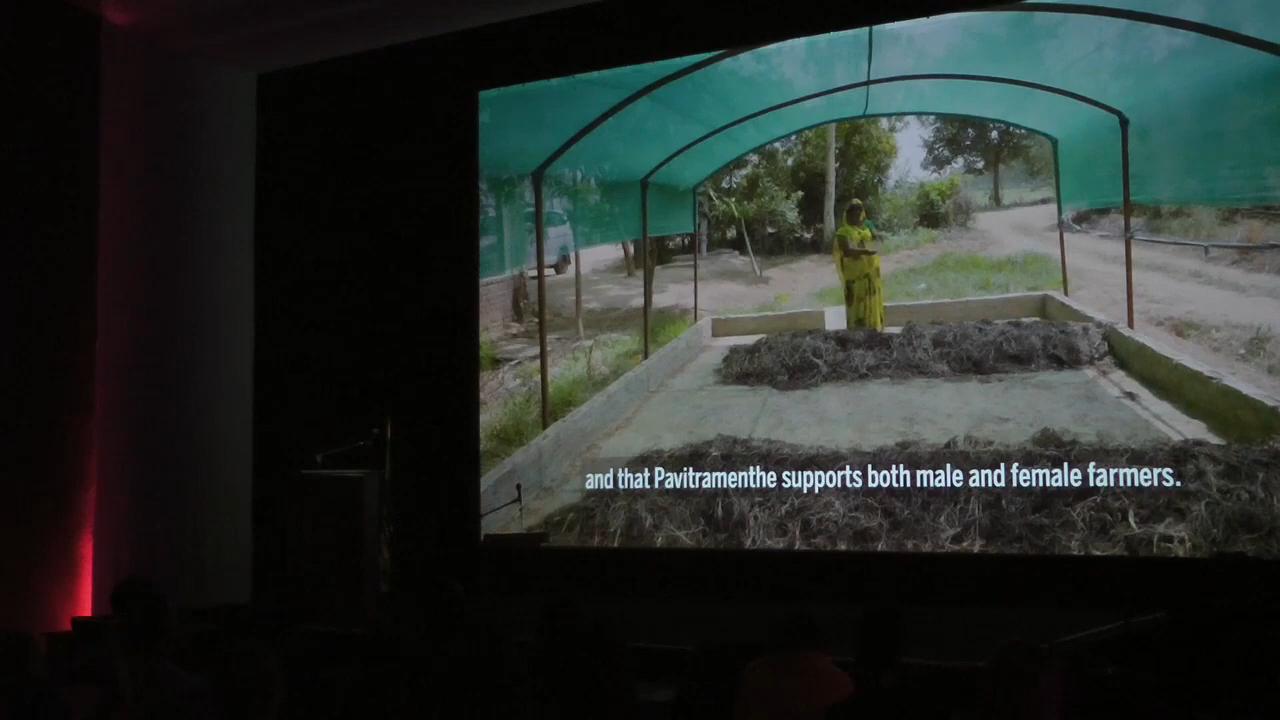 and that Pavitramenthe supports both male and female farmers.